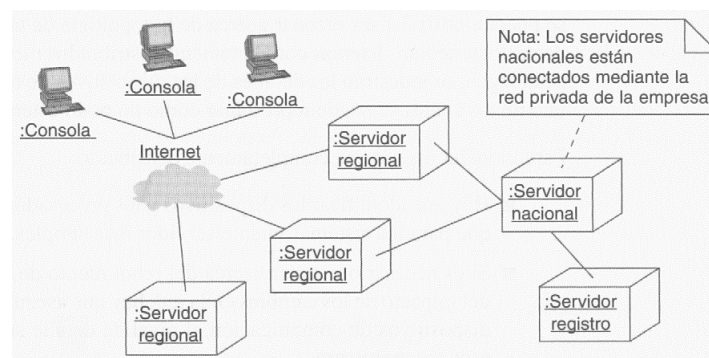 :Consola
:Consola
:Consola
Internet
Nota: Los servidores
nacionales están
conectados mediante la
red privada de la empresa
:Servidor
regional
:Servidor
nacional
:Servidor
regional
:Servidor
regional
:Servidor
registro